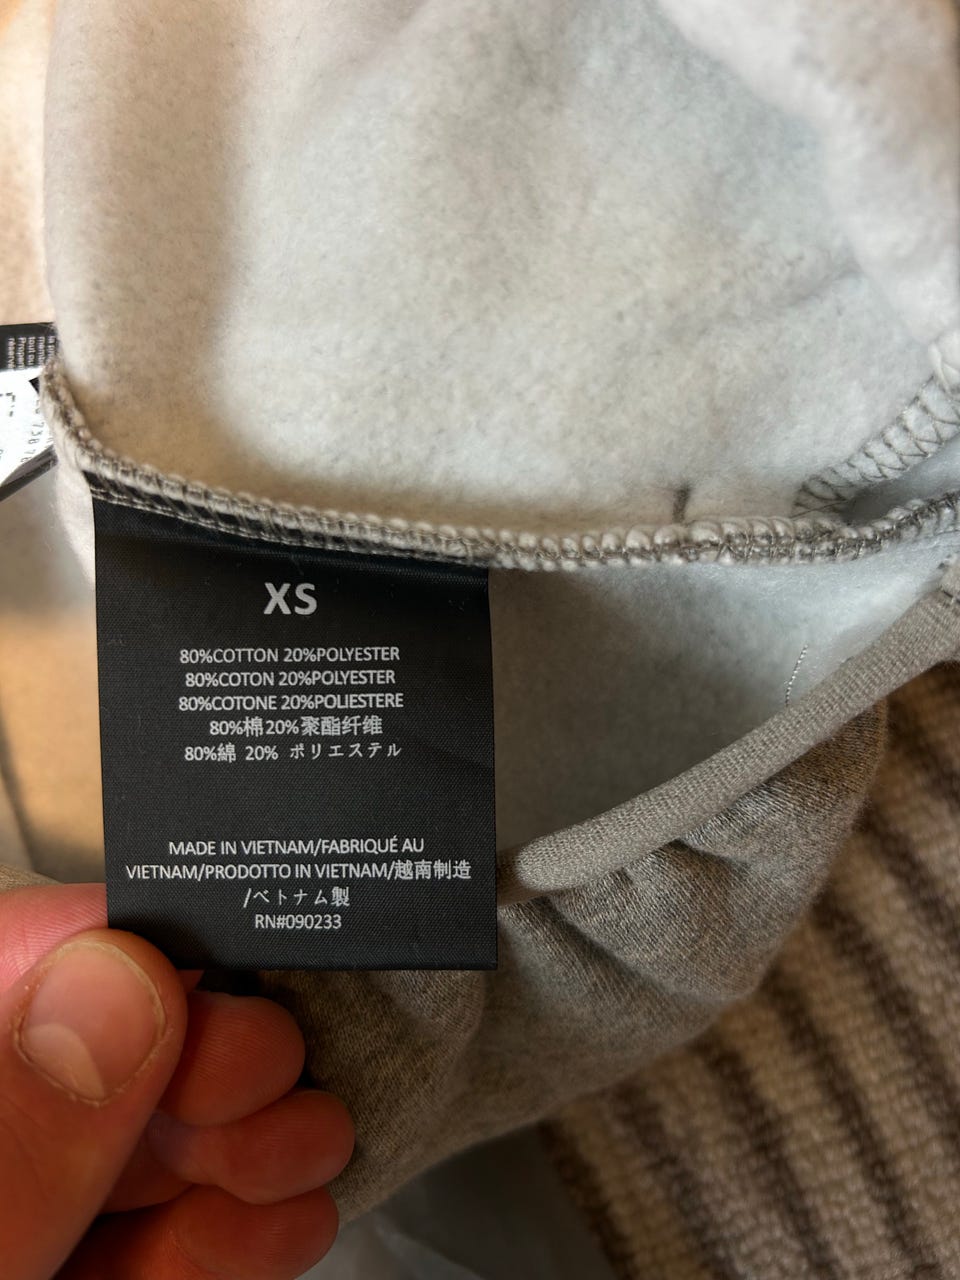 XS
80%COTTON 20%POLYESTER
80%COTON 20%POLYESTER
80%COTONE 20%POLIESTERE
80%棉20%聚酯纤维
80%綿 20% ポリエステル
MADE IN VIETNAM/FABRIQUÉ AU
VIETNAM/PRODOTTO IN VIETNAM/越南制造
/ベトナム製
RN#090233